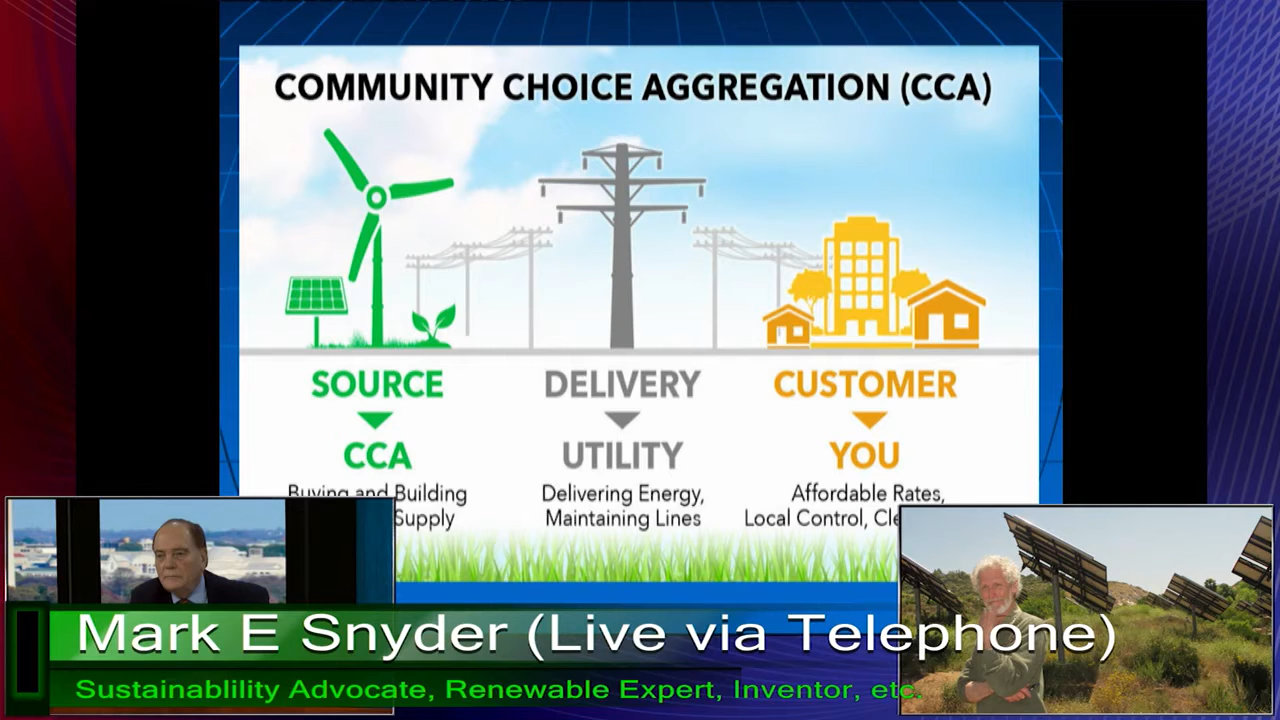 COMMUNITY CHOICE AGGREGATION (CCA)
SOURCE DELIVERY CUSTOMER
CCA UTILITY YOU
Buying and Building Delivering Energy, Affordable Rates,
Supply Maintaining Lines Local Control,
Mark E Snyder (Live via Telephone)
Sustainablility Advocate, Renewable Expert, Inventor, etc.